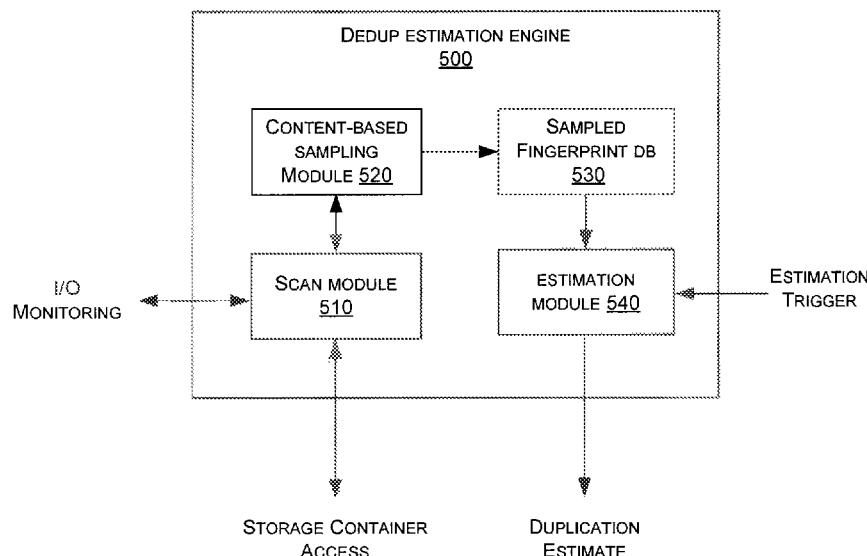 DEDUP ESTIMATION ENGINE
500
CONTENT-BASED
SAMPLING
MODULE 520
SAMPLED
FINGERPRINT DB
530
SCAN MODULE
510
ESTIMATION
MODULE 540
I/O
MONITORING
ESTIMATION
TRIGGER
STORAGE CONTAINER
ACCESS
DUPLICATION
ESTIMATE